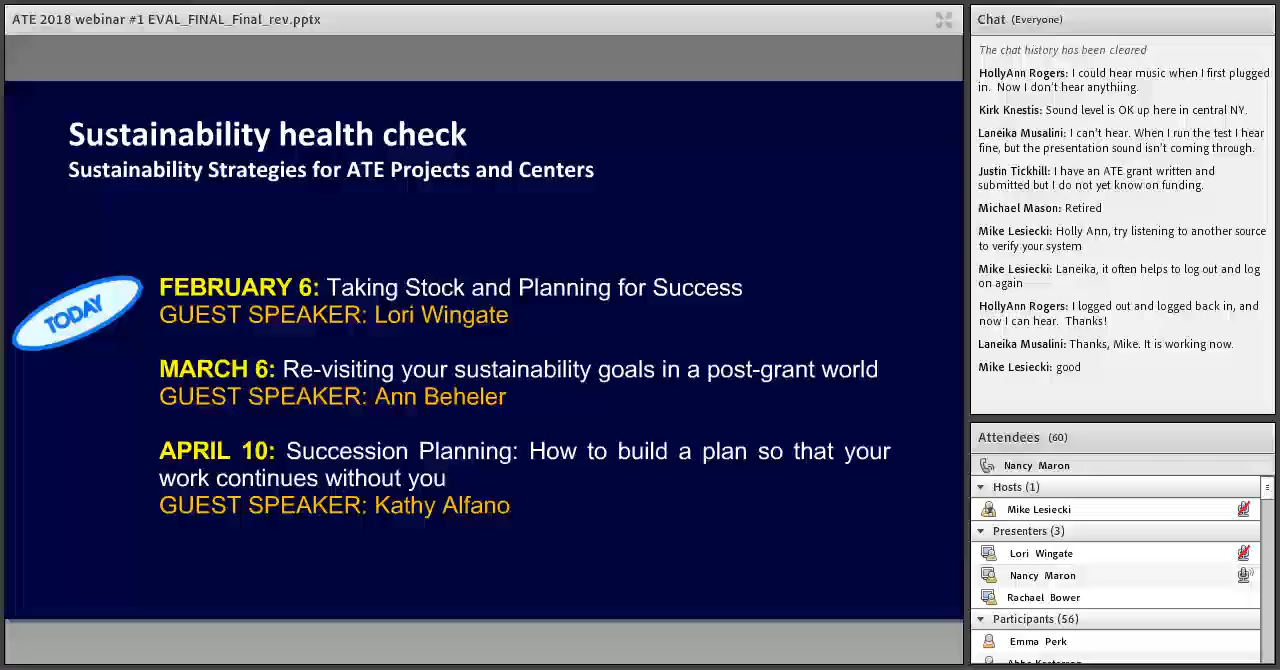 ATE 2018 webinar #1 EVAL_FINAL_Final_rev.pptx
Sustainability health check
Sustainability Strategies for ATE Projects and Centers
TODAY
FEBRUARY 6: Taking Stock and Planning for Success
GUEST SPEAKER: Lori Wingate
MARCH 6: Re-visiting your sustainability goals in a post-grant world
GUEST SPEAKER: Ann Beheler
APRIL 10: Succession Planning: How to build a plan so that your
work continues without you
GUEST SPEAKER: Kathy Alfano
Chat (Everyone)
The chat history has been cleared
HollyAnn Rogers: I could hear music when I first plugged
in. Now I don't hear anythiing.
Kirk Knestis: Sound level is OK up here in central NY.
Laneika Musalini: I can't hear. When I run the test I hear
fine, but the presentation sound isn't coming through.
Justin Tickhill: I have an ATE grant written and
submitted but I do not yet know on funding.
Michael Mason: Retired
Mike Lesiecki: Holly Ann, try listening to another source
to verify your system
Mike Lesiecki: Laneika, it often helps to log out and log
on again
HollyAnn Rogers: I logged out and logged back in, and
now I can hear. Thanks!
Laneika Musalini: Thanks, Mike. It is working now.
Mike Lesiecki: good
Attendees (60)
Nancy Maron
Hosts (1)
Mike Lesiecki
Presenters (3)
Lori Wingate
Nancy Maron
Rachael Bower
Participants (56)
Emma Perk